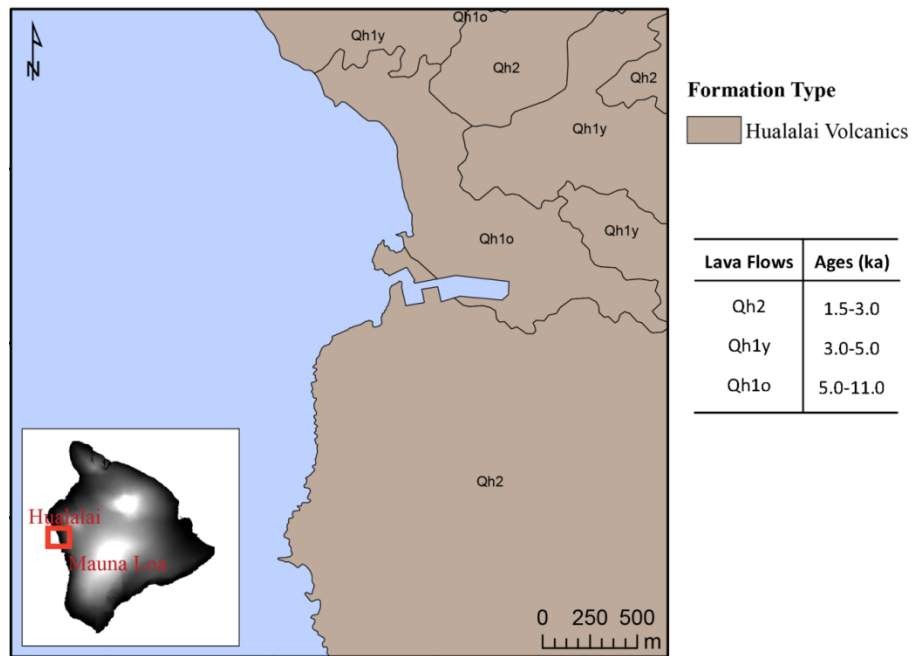 N
Qh1o
Qh1y
Qh2
Qh2
Qh1y
Qh1o
Qh1y
Qh2
Hualalai
Mauna Loa
0 250 500
m
Formation Type
Hualalai Volcanics
Lava Flows Ages (ka)
Qh2 1.5-3.0
Qh1y 3.0-5.0
Qh1o 5.0-11.0